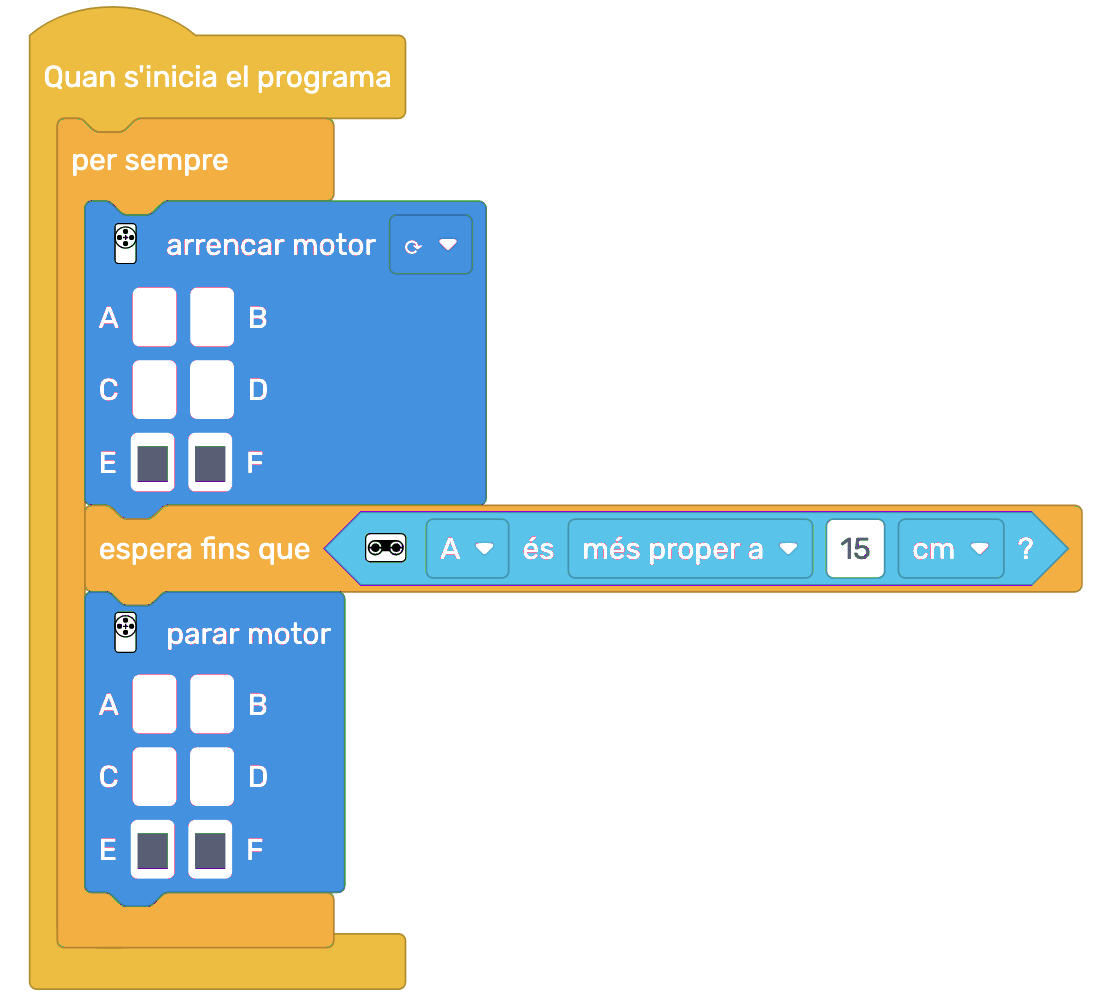 Quan s'inicia el programa
per sempre
arrencar motor ⟳
A B
C D
E F
espera fins que A és més proper a 15 cm ?
parar motor
A B
C D
E F